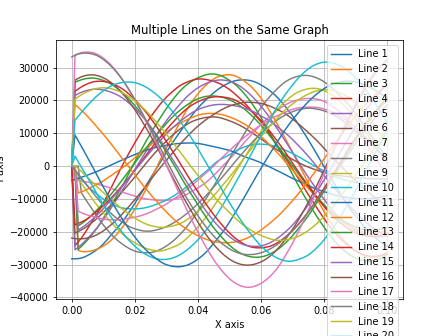 Multiple Lines on the Same Graph
30000
20000
10000
0
−10000
−20000
−30000
−40000
0.00
0.02
0.04
0.06
X axis
Line 1
Line 2
Line 3
Line 4
Line 5
Line 6
Line 7
Line 8
Line 9
Line 10
Line 11
Line 12
Line 13
Line 14
Line 15
Line 16
Line 17
Line 18
Line 19